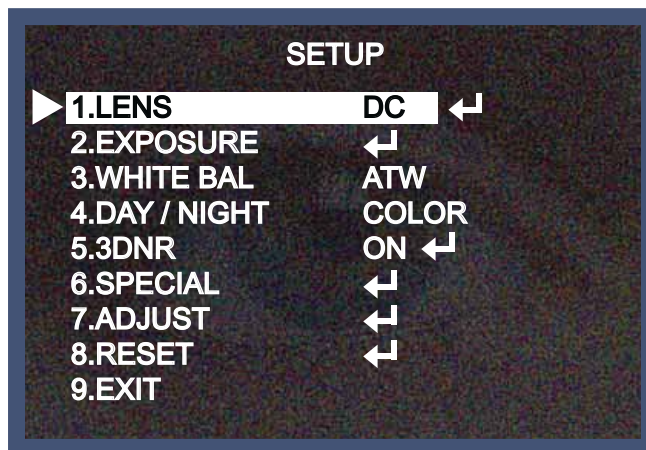 SETUP
1.LENS DC ↵
2.EXPOSURE ↵
3.WHITE BAL ATW
4.DAY / NIGHT COLOR
5.3DNR ON ↵
6.SPECIAL ↵
7.ADJUST ↵
8.RESET ↵
9.EXIT